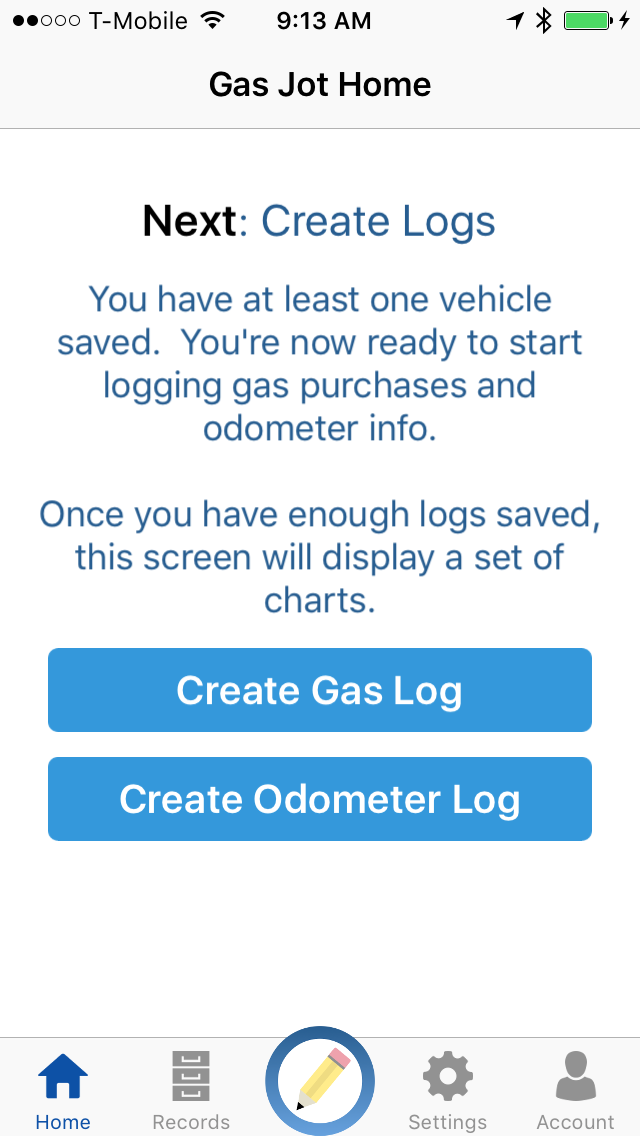 T-Mobile 9:13 AM
Gas Jot Home
Next: Create Logs
You have at least one vehicle
saved.  You're now ready to start
logging gas purchases and
odometer info.
Once you have enough logs saved,
this screen will display a set of
charts.
Create Gas Log
Create Odometer Log
Home Records Settings Account